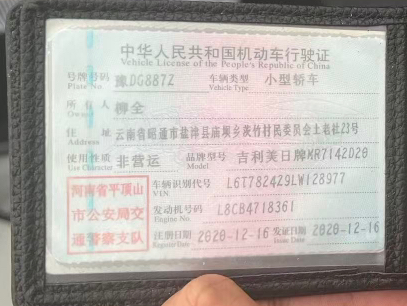 中华人民共和国机动车行驶证
Vehicle License of the People's Republic of China
号牌号码 豫DG887Z 车辆类型 小型轿车
Plate No. Vehicle Type
所有人 柳全
Owner
住址 云南省昭通市盐津县庙坝乡茨竹村民委员会土老社23号
Address
使用性质 非营运 品牌型号 吉利美日牌MR7142D20
Use Character Model
河南省平顶山
市公安局交
通警察支队
车辆识别代号 L6T7824Z9LW128977
VIN
发动机号码 L8CB4718361
Engine No.
注册日期 2020-12-16 发证日期 2020-12-16
Register Date Issue Date